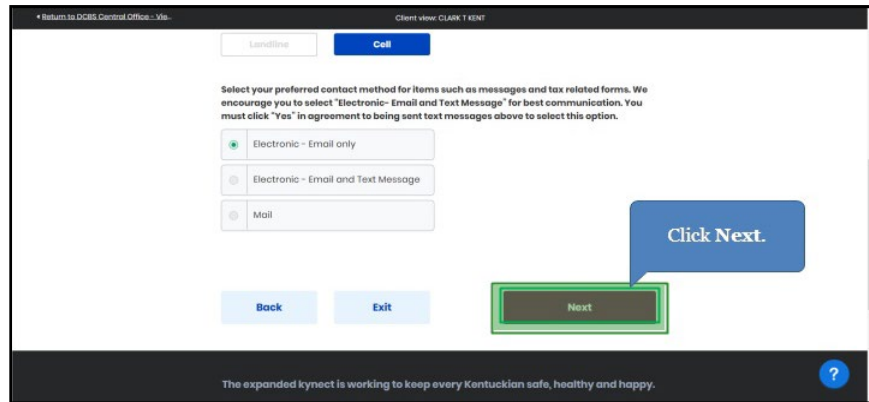 Return to DCBS Central Office - Vie...
Client view: CLARK T KENT
Landline
Cell
Select your preferred contact method for items such as messages and tax related forms. We
encourage you to select "Electronic- Email and Text Message" for best communication. You
must click "Yes" in agreement to being sent text messages above to select this option.
Electronic - Email only
Electronic - Email and Text Message
Mail
Click Next.
Back
Exit
Next
The expanded kynect is working to keep every Kentuckian safe, healthy and happy.
?